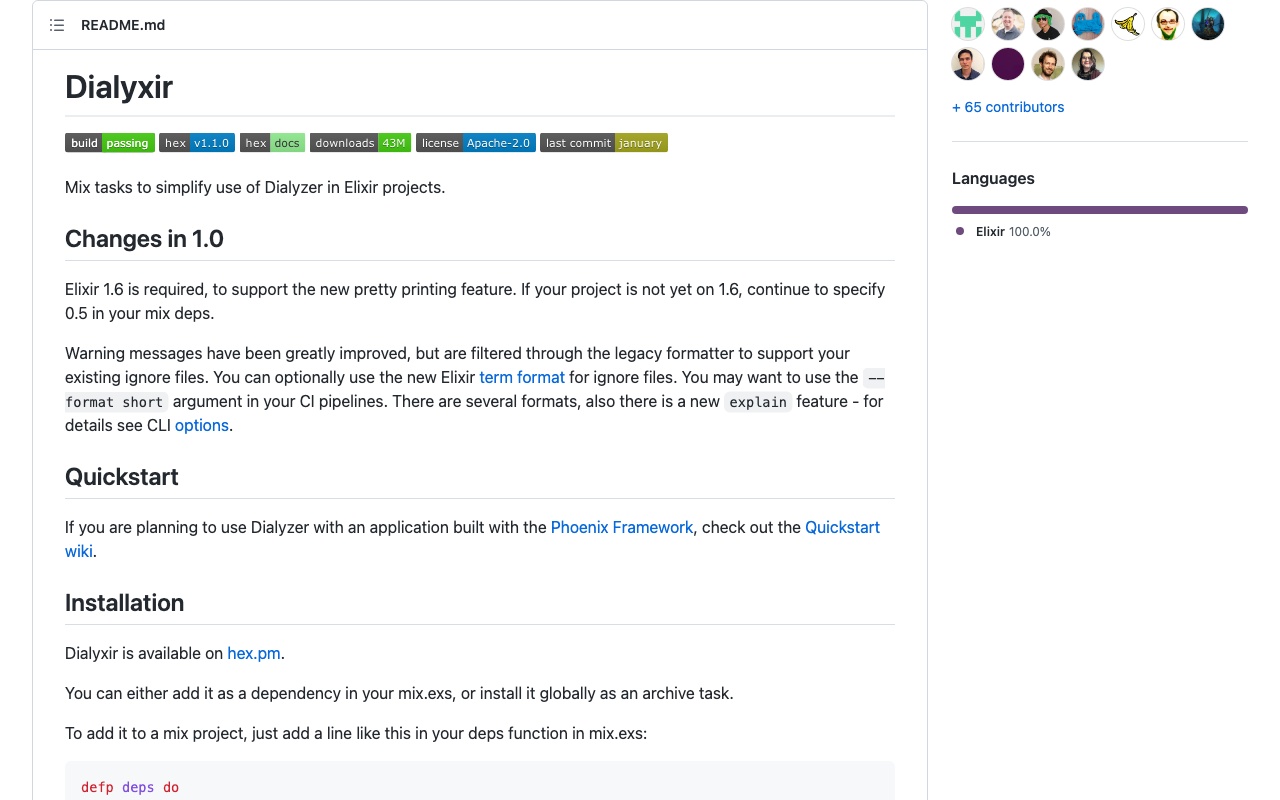 README.md
Dialyxir
build passing hex v1.1.0 hex docs downloads 43M license Apache-2.0 last commit january
Mix tasks to simplify use of Dialyzer in Elixir projects.
Changes in 1.0
Elixir 1.6 is required, to support the new pretty printing feature. If your project is not yet on 1.6, continue to specify
0.5 in your mix deps.
Warning messages have been greatly improved, but are filtered through the legacy formatter to support your
existing ignore files. You can optionally use the new Elixir term format for ignore files. You may want to use the --
format short argument in your CI pipelines. There are several formats, also there is a new explain feature - for
details see CLI options.
Quickstart
If you are planning to use Dialyzer with an application built with the Phoenix Framework, check out the Quickstart
wiki.
Installation
Dialyxir is available on hex.pm.
You can either add it as a dependency in your mix.exs, or install it globally as an archive task.
To add it to a mix project, just add a line like this in your deps function in mix.exs:
defp deps do
+ 65 contributors
Languages
Elixir 100.0%